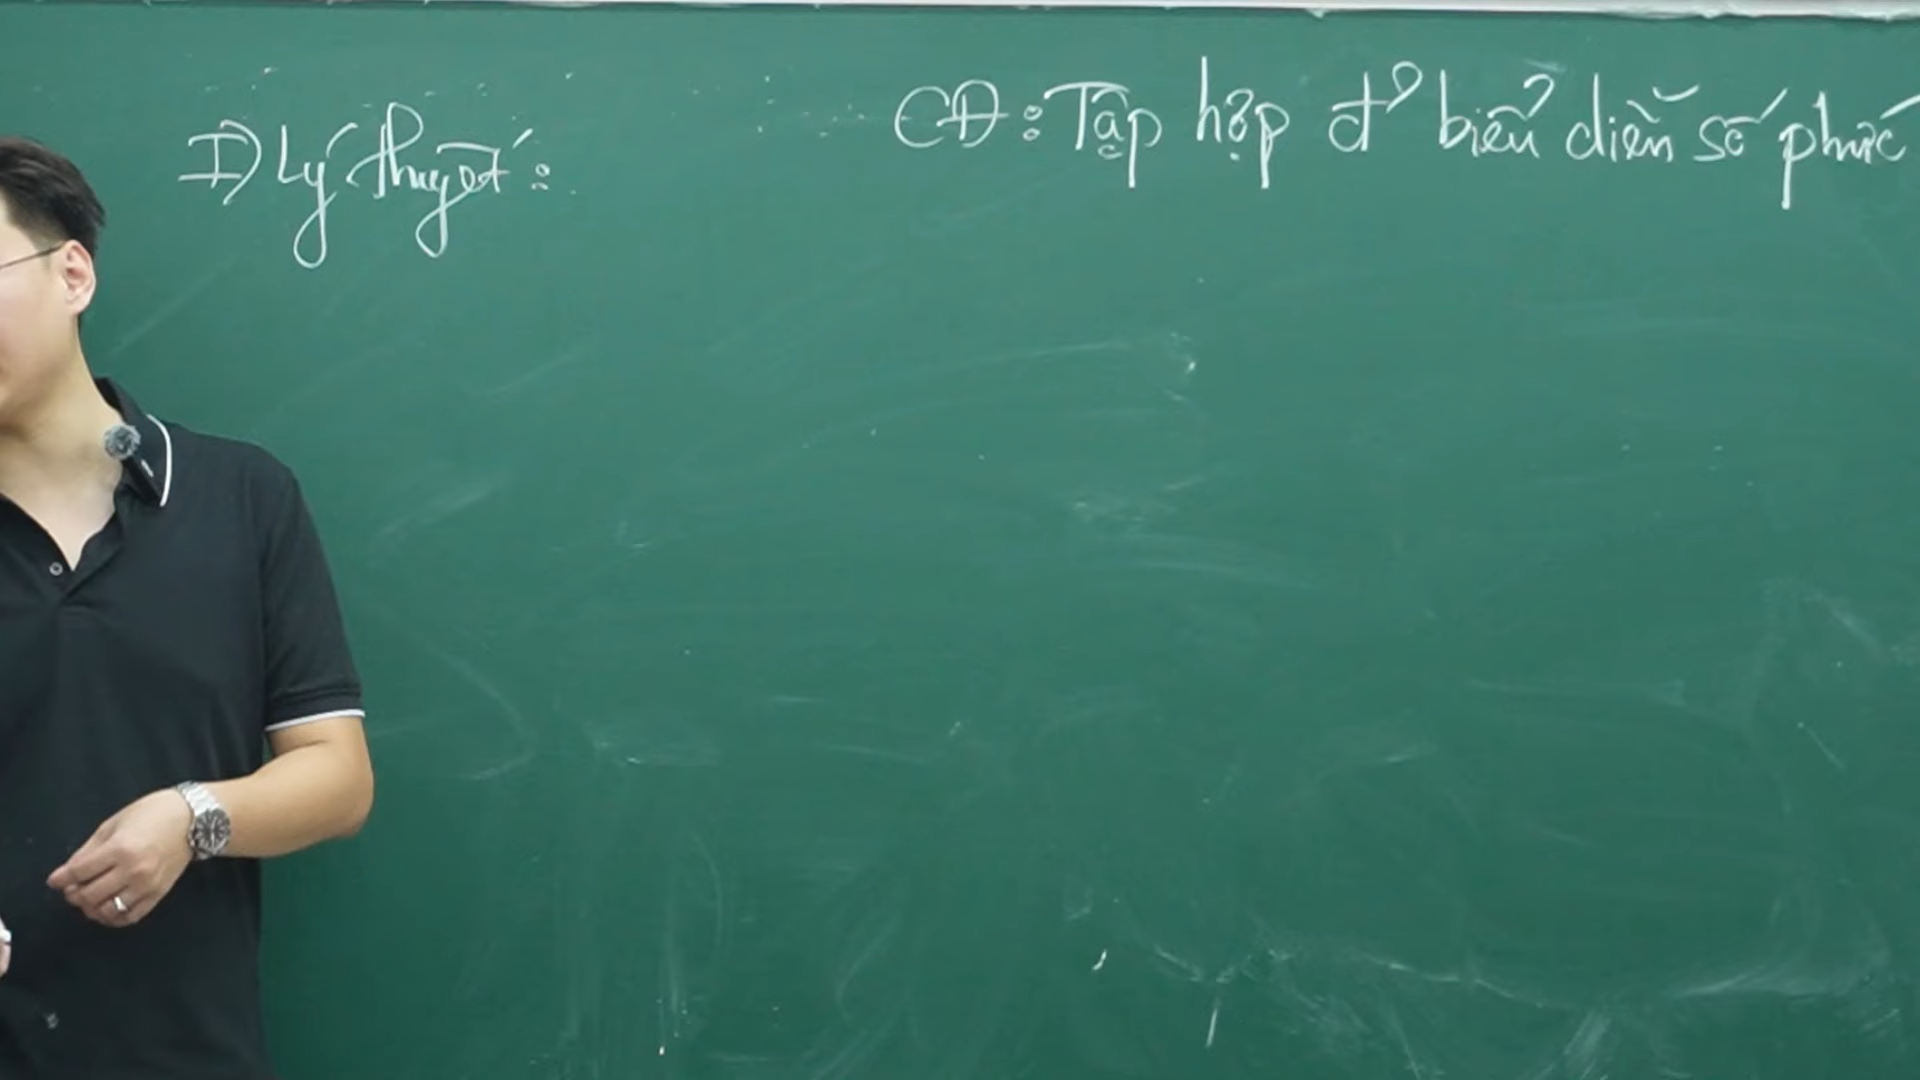 I) Lý thuyết:
CĐ: Tập hợp đ² biểu diễn số phức